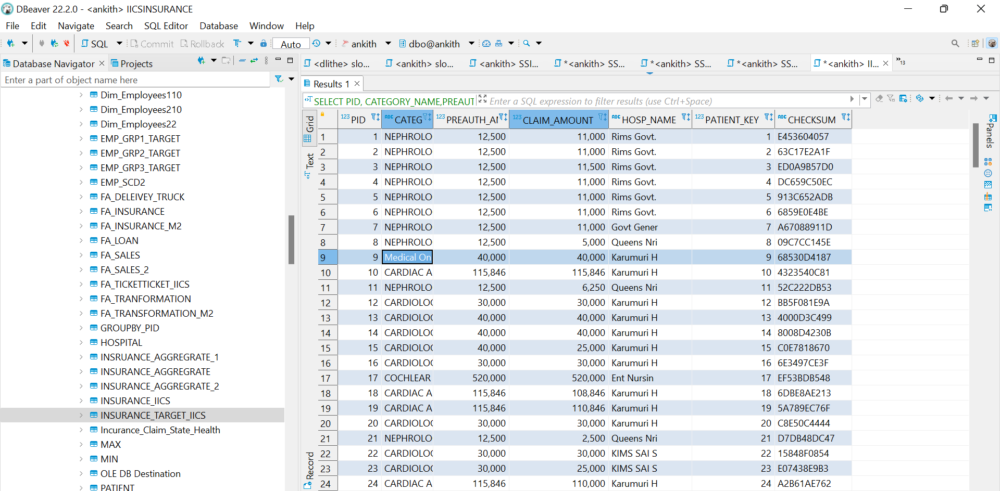 DBeaver 22.2.0 - <ankith> IICSINSURANCE
File Edit Navigate Search SQL Editor Database Window Help
SQL Commit Rollback Auto ankith dbo@ankith
Database Navigator Projects
Enter a part of object name here
Dim_Employees110
Dim_Employees210
Dim_Employees22
EMP_GRP1_TARGET
EMP_GRP2_TARGET
EMP_GRP3_TARGET
EMP_SCD2
FA_DELEIVEY_TRUCK
FA_INSURANCE
FA_INSURANCE_M2
FA_LOAN
FA_SALES
FA_SALES_2
FA_TICKETTICKET_IICS
FA_TRANFORMATION
FA_TRANSFORMATION_M2
GROUPBY_PID
HOSPITAL
INSRUANCE_AGGREGRATE_1
INSURANCE_AGGREGRATE
INSURANCE_AGGREGRATE_2
INSURANCE_IICS
INSURANCE_TARGET_IICS
Incurance_Claim_State_Health
MAX
MIN
OLE DB Destination
PATIENT
<dlithe> slo... <ankith> slo... <ankith> SSI... *<ankith> SS... *<ankith> SS... *<ankith> SS... *<ankith> II... »13
Results 1
SELECT PID, CATEGORY_NAME,PREAUT Enter a SQL expression to filter results (use Ctrl+Space)
Grid
Text
Record
Panels
123 PID ABC CATEG 123 PREAUTH_AM 123 CLAIM_AMOUNT ABC HOSP_NAME 123 PATIENT_KEY ABC CHECKSUM
1 1 NEPHROLO 12,500 11,000 Rims Govt. 1 E453604057
2 2 NEPHROLO 12,500 11,000 Rims Govt. 2 63C17E2A1F
3 3 NEPHROLO 12,500 11,500 Rims Govt. 3 ED0A9B57D0
4 4 NEPHROLO 12,500 11,000 Rims Govt. 4 DC659C50EC
5 5 NEPHROLO 12,500 11,000 Rims Govt. 5 913C652ADB
6 6 NEPHROLO 12,500 11,000 Rims Govt. 6 6859E0E4BE
7 7 NEPHROLO 12,500 11,000 Govt Gener 7 A67088911D
8 8 NEPHROLO 12,500 5,000 Queens Nri 8 09C7CC145E
9 9 Medical On 40,000 40,000 Karumuri H 9 68530D4187
10 10 CARDIAC A 115,846 115,846 Karumuri H 10 4323540C81
11 11 NEPHROLO 12,500 6,250 Queens Nri 11 52C222DB53
12 12 CARDIOLOG 30,000 30,000 Karumuri H 12 BB5F081E9A
13 13 CARDIOLOG 40,000 40,000 Karumuri H 13 4000D3C499
14 14 CARDIOLOG 40,000 40,000 Karumuri H 14 8008D4230B
15 15 CARDIOLOG 40,000 25,000 Karumuri H 15 C0E7818670
16 16 CARDIOLOG 30,000 30,000 Karumuri H 16 6E3497CE3F
17 17 COCHLEAR 520,000 520,000 Ent Nursin 17 EF53BDB548
18 18 CARDIAC A 115,846 108,846 Karumuri H 18 6DBE8AE213
19 19 CARDIAC A 115,846 110,846 Karumuri H 19 5A789EC76F
20 20 CARDIOLOG 30,000 30,000 Karumuri H 20 C8E50C4444
21 21 NEPHROLO 12,500 2,500 Queens Nri 21 D7DB48DC47
22 22 CARDIOLOG 30,000 30,000 KIMS SAI S 22 15848F0854
23 23 CARDIOLOG 30,000 25,000 KIMS SAI S 23 E07438E9B3
24 24 CARDIAC A 115,846 110,000 Karumuri H 24 A2B61AE762